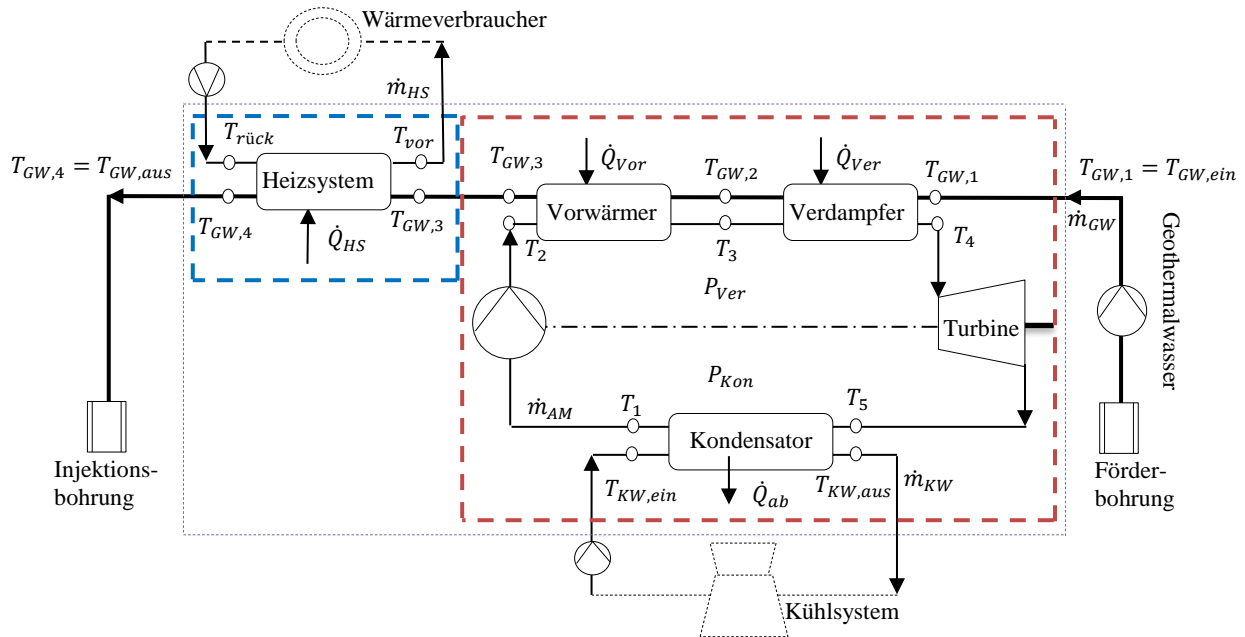 Wärmeverbraucher
ṁ_HS
T_rück
T_vor
T_GW,4 = T_GW,aus
Heizsystem
T_GW,4
T_GW,3
Q̇_HS
T_GW,3
Q̇_Vor
T_GW,2
Q̇_Ver
T_GW,1
T_GW,1 = T_GW,ein
Vorwärmer
Verdampfer
ṁ_GW
T_2
T_3
T_4
Geothermalwasser
P_Ver
Turbine
P_Kon
ṁ_AM
T_1
T_5
Kondensator
T_KW,ein
Q̇_ab
T_KW,aus
ṁ_KW
Injektions-
bohrung
Förder-
bohrung
Kühlsystem